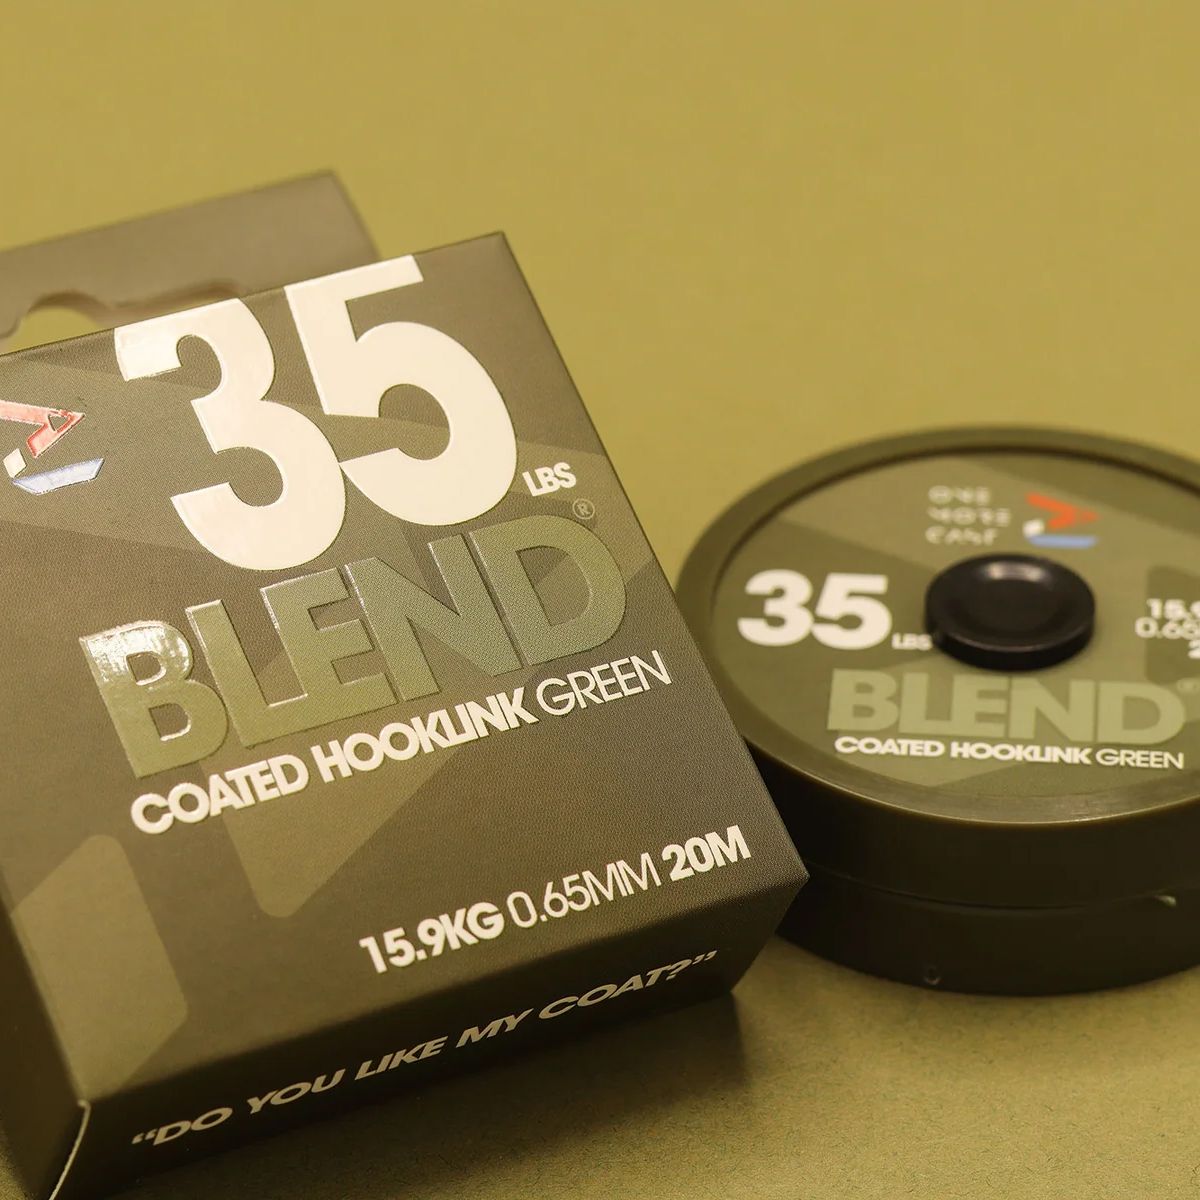 35
LBS
BLEND®
COATED HOOKLINK GREEN
15.9KG 0.65MM 20M
“DO YOU LIKE MY COAT?”
ONE
MORE
CAST
35 LBS
BLEND®
COATED HOOKLINK GREEN